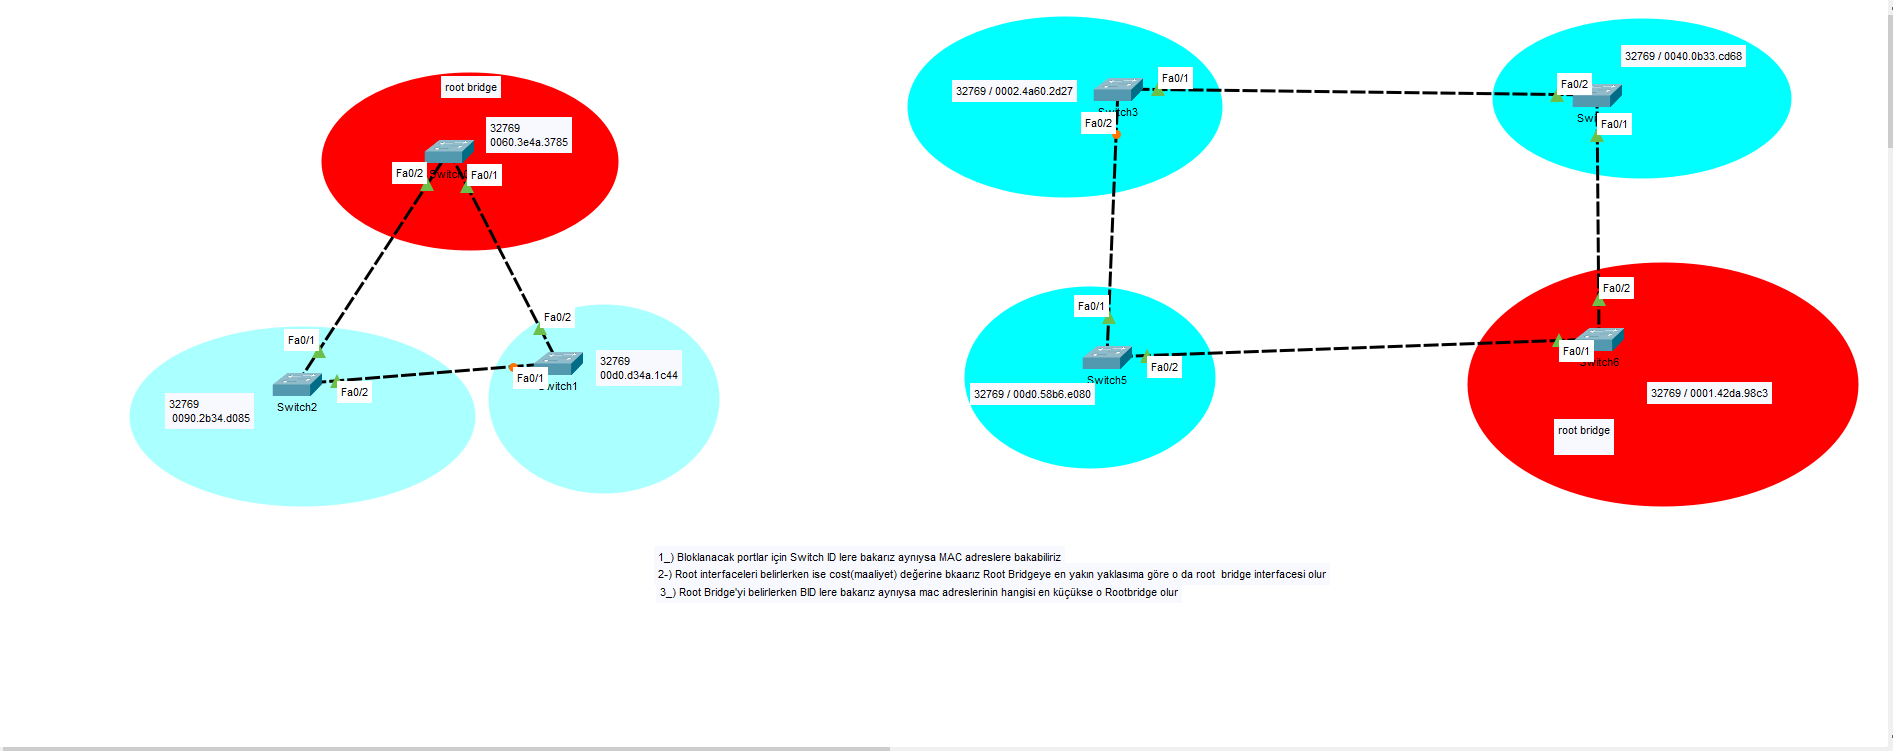 root bridge
32769
0060.3e4a.3785
Fa0/2
Fa0/1
Fa0/2
Fa0/1
32769
00d0.d34a.1c44
Fa0/1
Switch1
Fa0/2
Switch2
32769
0090.2b34.d085
32769 / 0002.4a60.2d27
Fa0/1
Switch3
Fa0/2
32769 / 0040.0b33.cd68
Fa0/2
Fa0/1
Fa0/1
Switch5
Fa0/2
32769 / 00d0.58b6.e080
Fa0/2
Fa0/1
Switch6
32769 / 0001.42da.98c3
root bridge
1_) Bloklanacak portlar için Switch ID lere bakarız aynıysa MAC adreslere bakabiliriz
2-) Root interfaceleri belirlerken ise cost(maaliyet) değerine bkaarız Root Bridgeye en yakın yaklasıma göre o da root bridge interfacesi olur
3_) Root Bridge'yi belirlerken BID lere bakarız aynıysa mac adreslerinin hangisi en küçükse o Rootbridge olur